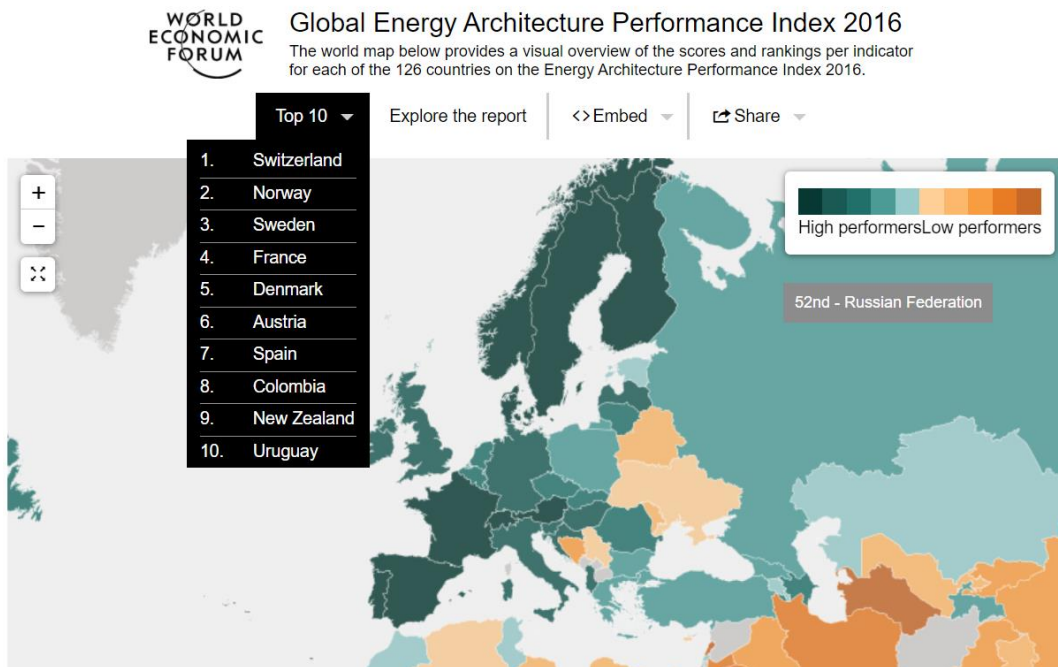 WORLD
ECONOMIC
FORUM
Global Energy Architecture Performance Index 2016
The world map below provides a visual overview of the scores and rankings per indicator
for each of the 126 countries on the Energy Architecture Performance Index 2016.
Top 10 Explore the report <> Embed Share
1. Switzerland
2. Norway
3. Sweden
4. France
5. Denmark
6. Austria
7. Spain
8. Colombia
9. New Zealand
10. Uruguay
+
−
High performersLow performers
52nd - Russian Federation